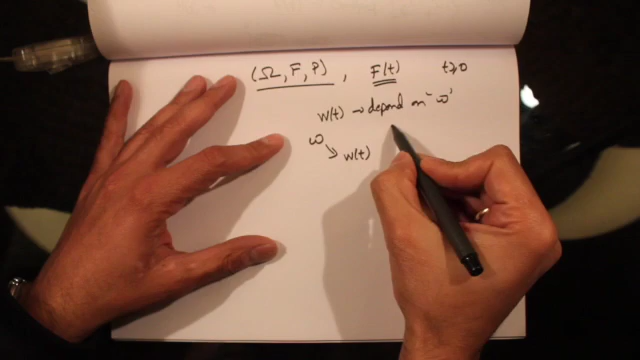 (Ω, F, P) , F(t) t≥0
W(t) → depend on 'ω'
ω
↘ W(t)